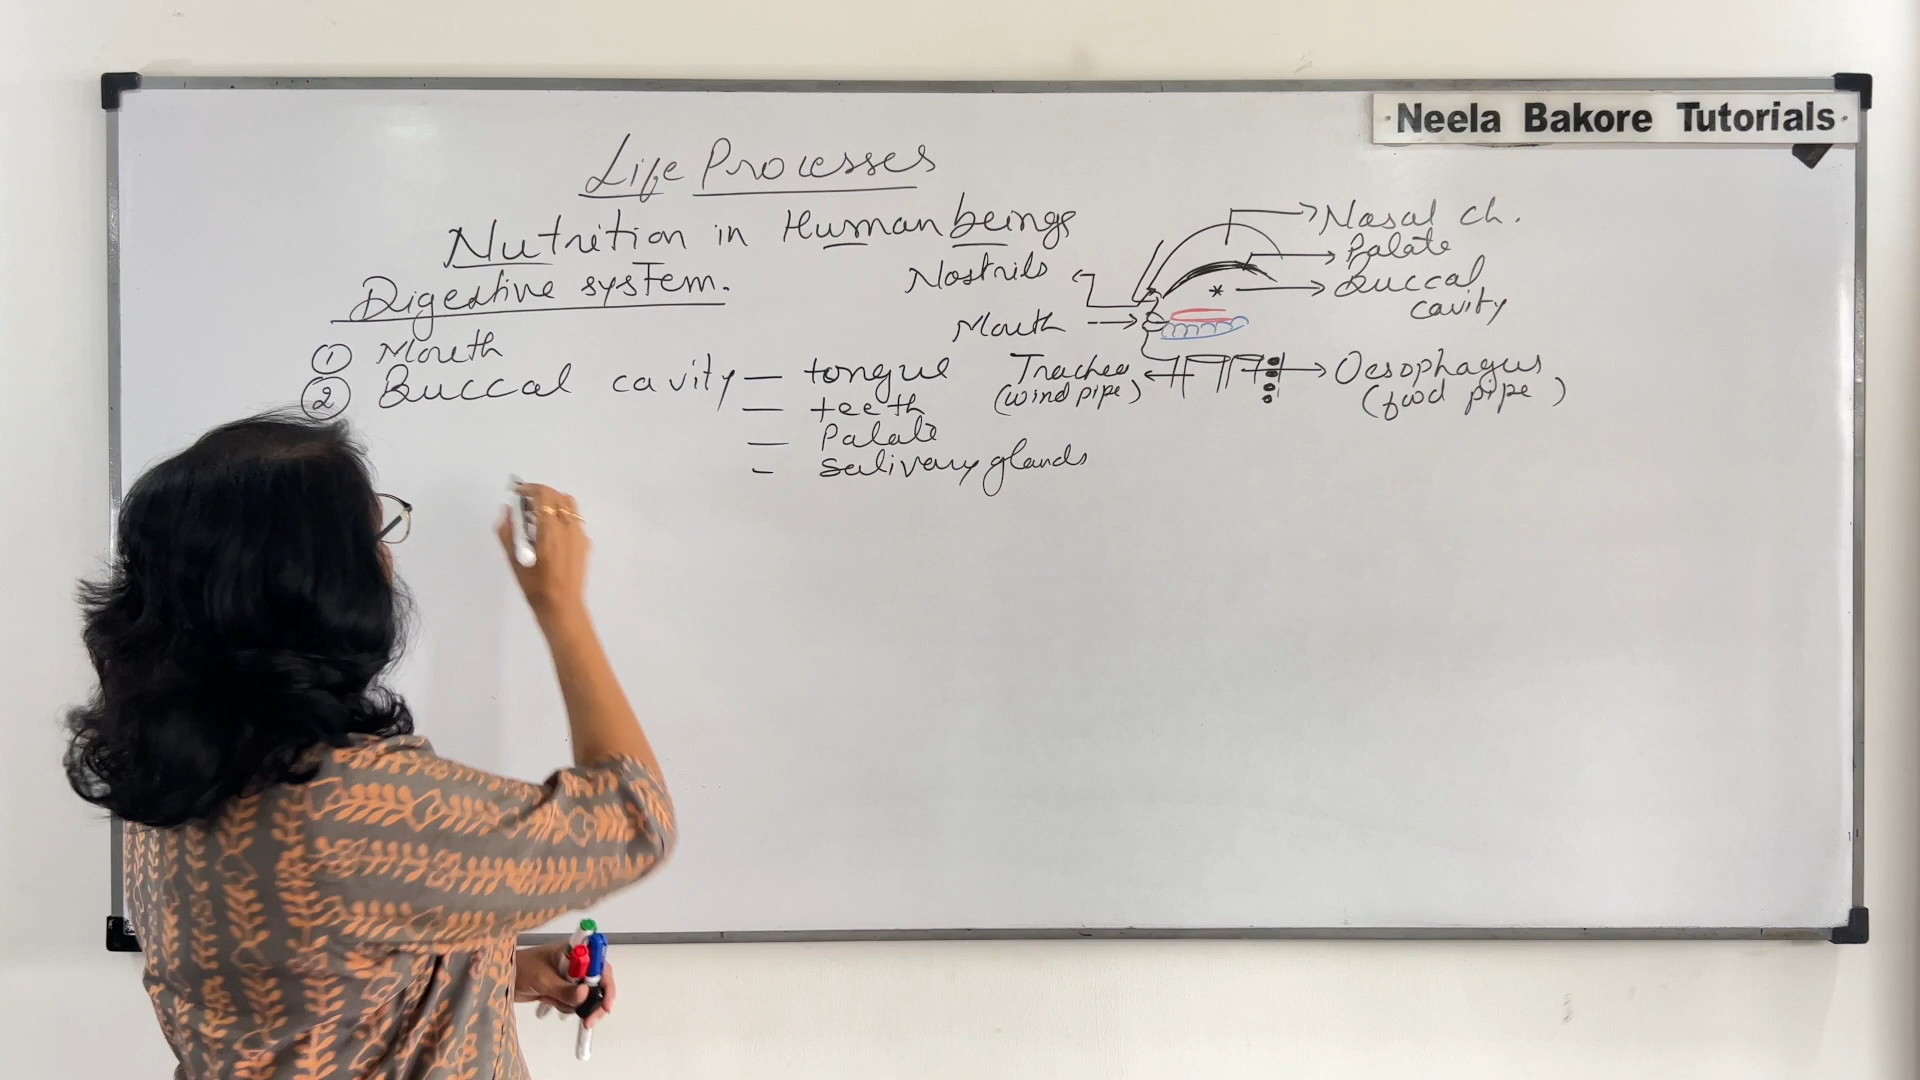 Neela Bakore Tutorials
Life Processes
Nutrition in Human beings
Digestive system.
① Mouth
② Buccal cavity — tongue
— teeth
— Palate
– Salivary glands
Nasal ch.
Palate
Buccal
cavity
Nostrils
Mouth
*
Trachea
(wind pipe)
Oesophagus
(food pipe)